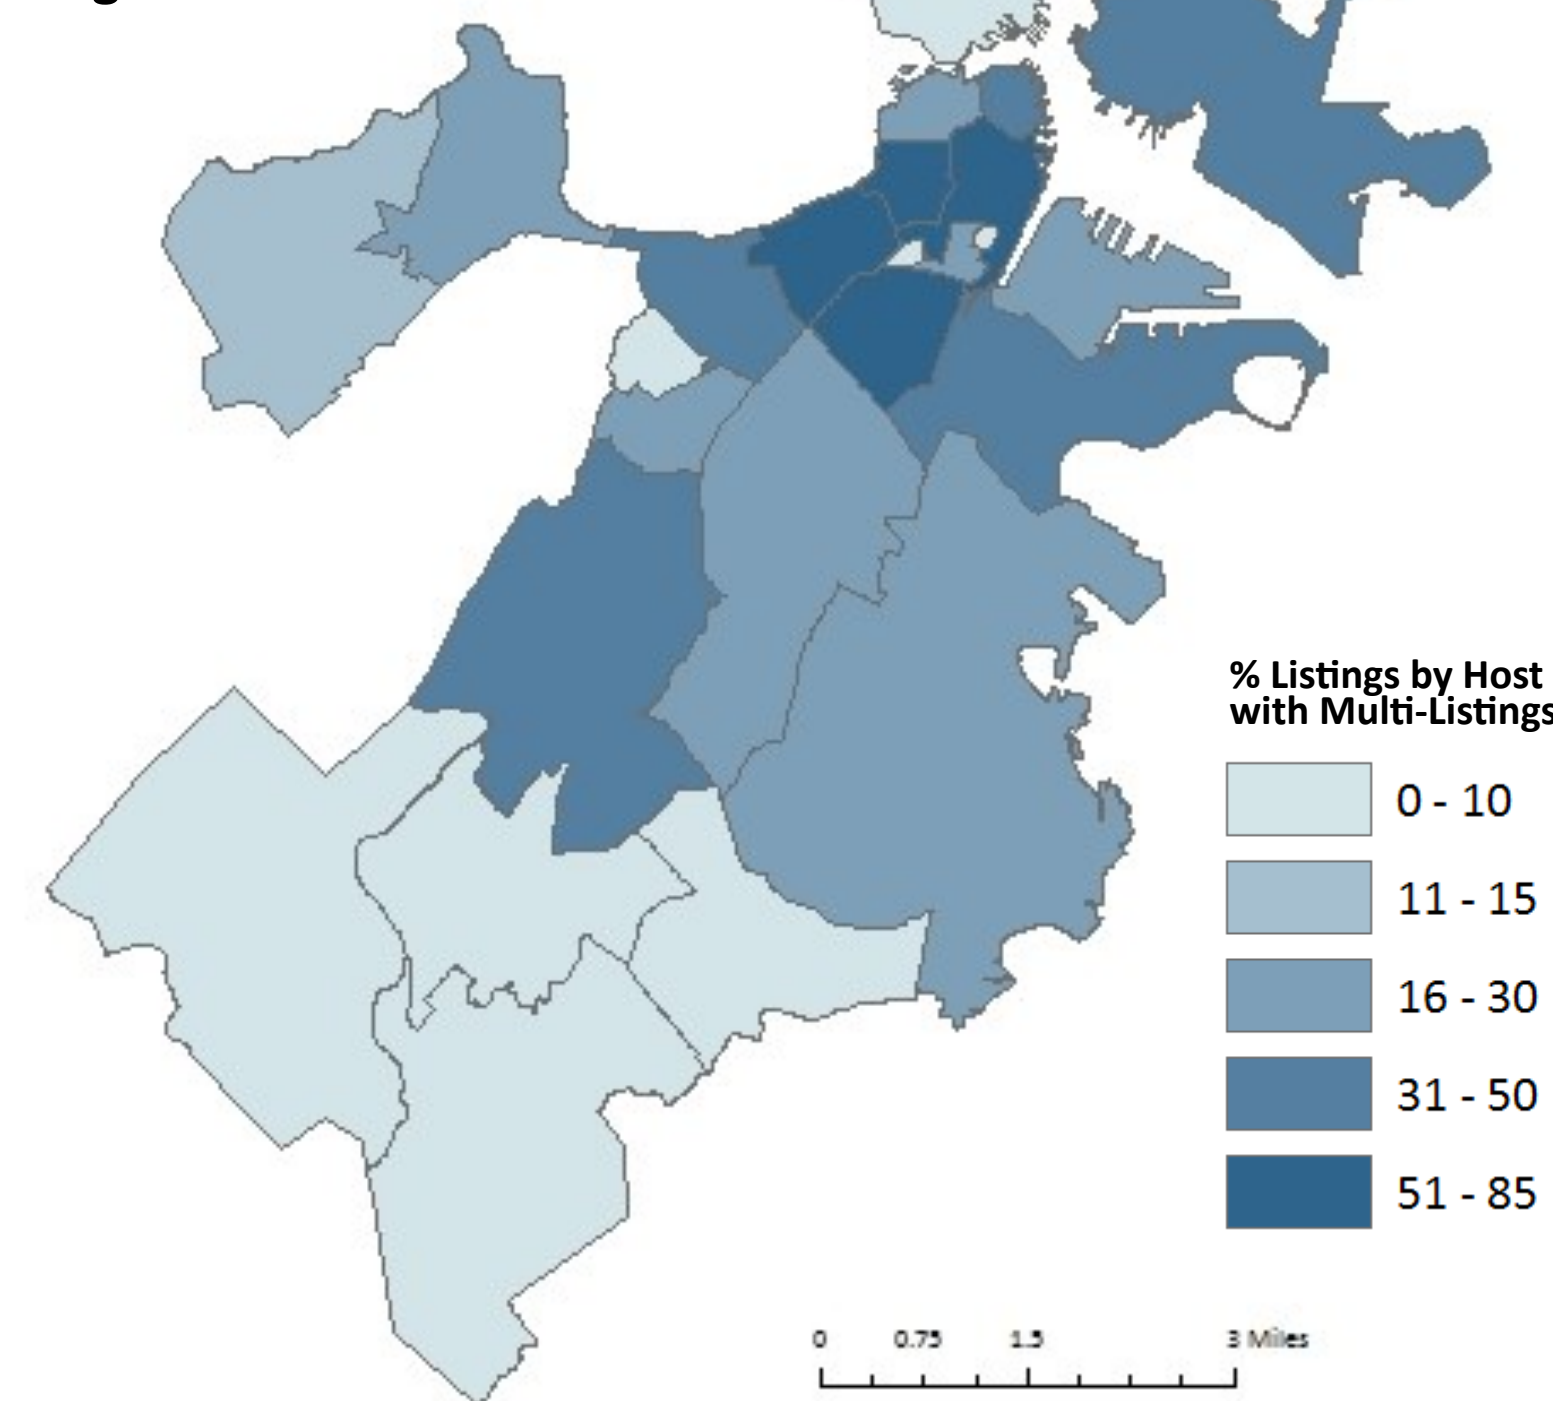 % Listings by Host
with Multi-Listings
0 - 10
11 - 15
16 - 30
31 - 50
51 - 85
0 0.75 1.5 3 Miles